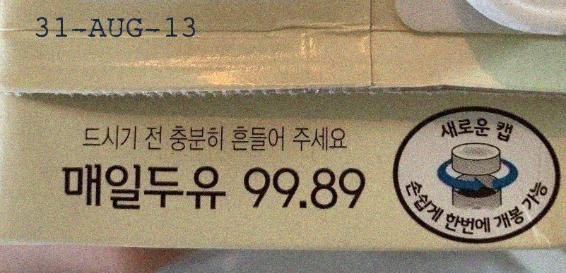 31-AUG-13
드시기 전 충분히 흔들어 주세요
매일두유 99.89
새로운 캡
손쉽게 한번에 개봉 가능